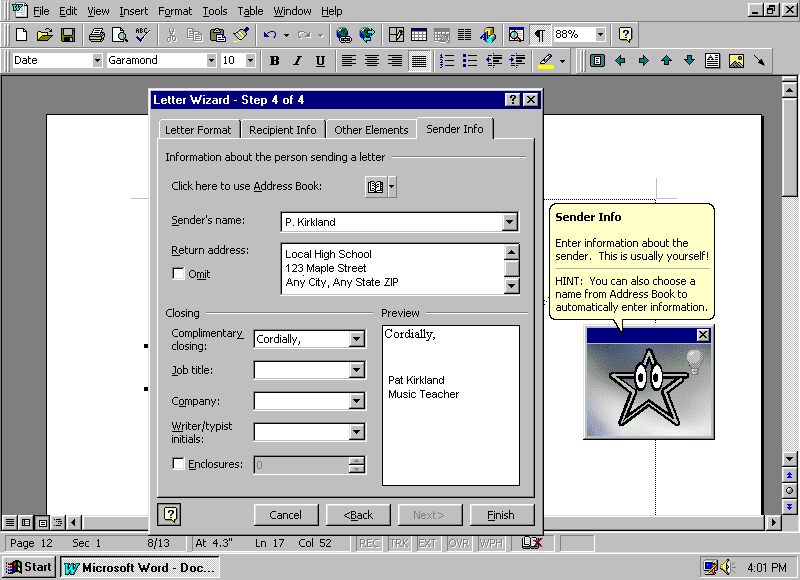 File Edit View Insert Format Tools Table Window Help
ABC
88%
Date Garamond 10 B I U
Letter Wizard - Step 4 of 4
Letter Format Recipient Info Other Elements Sender Info
Information about the person sending a letter
Click here to use Address Book:
Sender's name: P. Kirkland
Return address: Local High School
Omit 123 Maple Street
Any City, Any State ZIP
Closing Preview
Complimentary closing: Cordially,
Job title:
Company:
Writer/typist initials:
Enclosures: 0
Cordially,
Pat Kirkland
Music Teacher
Cancel <Back Next> Finish
Sender Info
Enter information about the
sender. This is usually yourself!
HINT: You can also choose a
name from Address Book to
automatically enter information.
Page 12 Sec 1 8/13 At 4.3" Ln 17 Col 52 REC TRK EXT OVR WPH
Start Microsoft Word - Doc... 4:01 PM